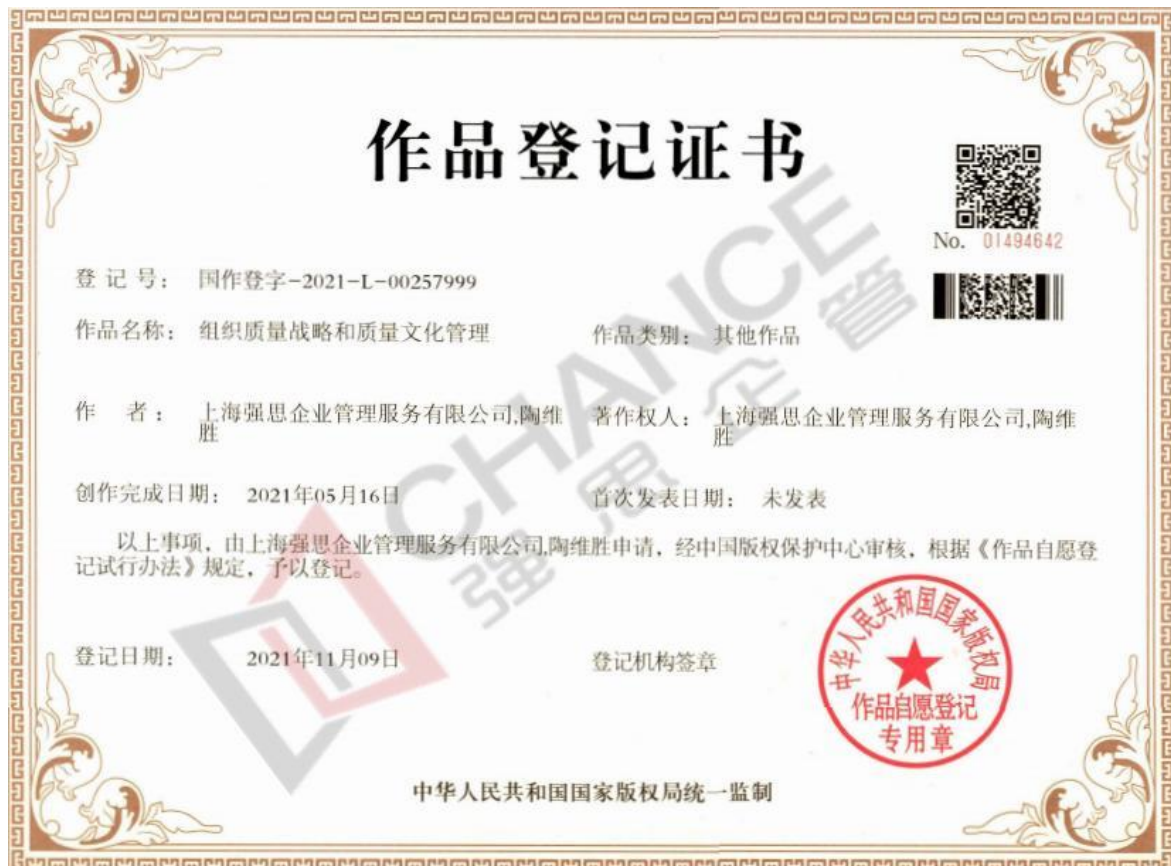 作品登记证书
No. 01494642
登 记 号： 国作登字-2021-L-00257999
作品名称： 组织质量战略和质量文化管理 作品类别： 其他作品
作 者： 上海强思企业管理服务有限公司,陶维 著作权人： 上海强思企业管理服务有限公司,陶维
胜 胜
创作完成日期： 2021年05月16日 首次发表日期： 未发表
以上事项，由上海强思企业管理服务有限公司,陶维胜申请，经中国版权保护中心审核，根据《作品自愿登
记试行办法》规定，予以登记。
登记日期： 2021年11月09日 登记机构签章
中华人民共和国国家版权局
作品自愿登记
专用章
中华人民共和国国家版权局统一监制
CHANCE
强思企管